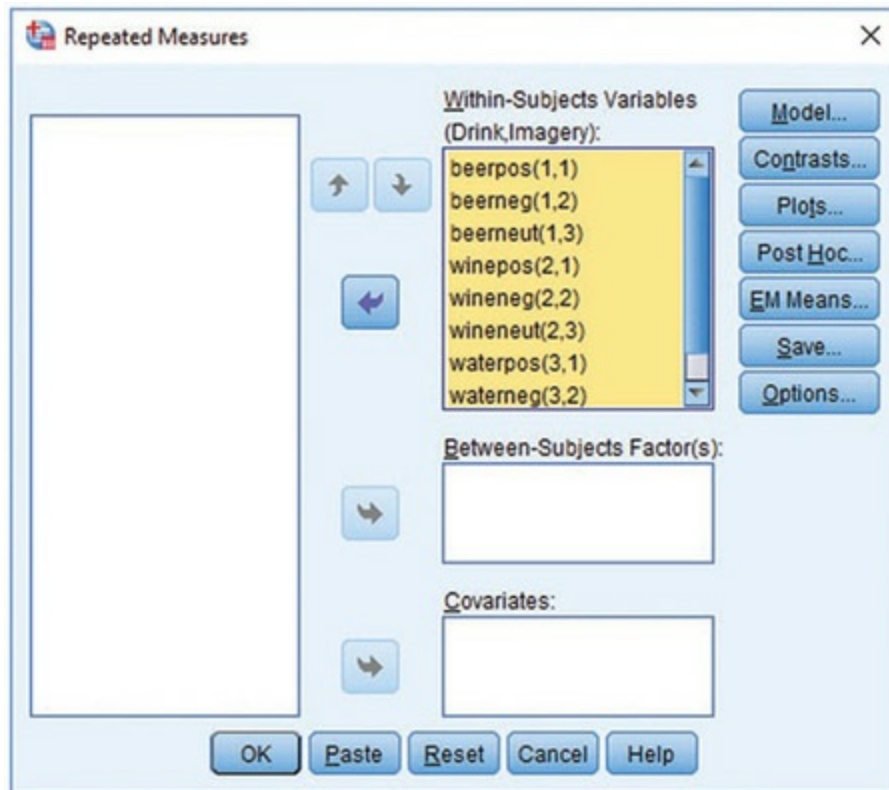 Repeated Measures
Within-Subjects Variables
(Drink,Imagery):
beerpos(1,1)
beerneg(1,2)
beerneut(1,3)
winepos(2,1)
wineneg(2,2)
wineneut(2,3)
waterpos(3,1)
waterneg(3,2)
Model...
Contrasts...
Plots...
Post Hoc...
EM Means...
Save...
Options...
Between-Subjects Factor(s):
Covariates:
OK Paste Reset Cancel Help